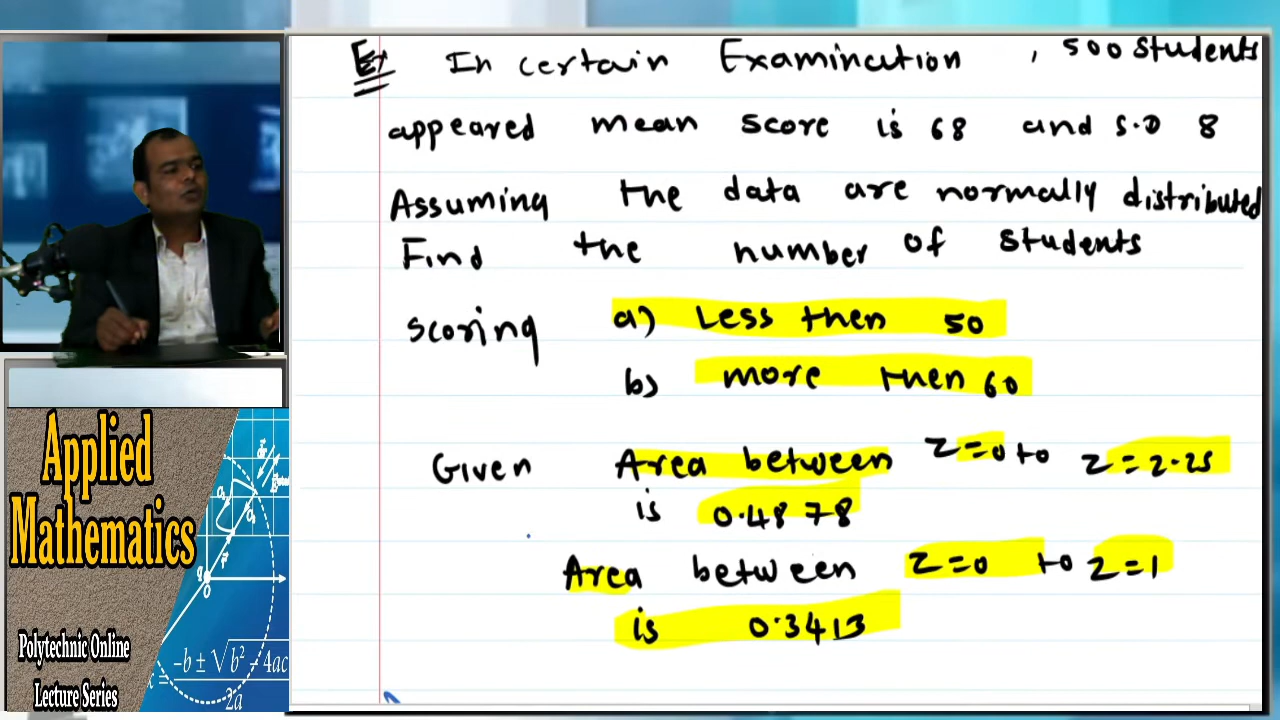 Ex In certain Examination , 500 students
appeared mean score is 68 and S.D 8
Assuming the data are normally distributed
Find the number of students
Scoring a) Less then 50
b) more then 60
Given Area between Z=0 to Z=2.25
is 0.4878
Area between Z=0 to Z=1
is 0.3413
Applied
Mathematics
Polytechnic Online
Lecture Series
-b ± √b² - 4ac
2a